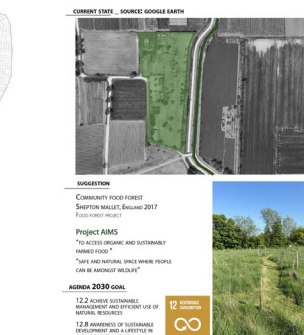 CURRENT STATE _ SOURCE: GOOGLE EARTH
SUGGESTION
COMMUNITY FOOD FOREST
SHEPTON MALLET, ENGLAND 2017
FOOD FOREST PROJECT
Project AIMS
"TO ACCESS ORGANIC AND SUSTAINABLY
FARMED FOOD "
"SAFE AND NATURAL SPACE WHERE PEOPLE
CAN BE AMONGST WILDLIFE"
AGENDA 2030 GOAL
12.2 ACHIEVE SUSTAINABLE
MANAGEMENT AND EFFICIENT USE OF
NATURAL RESOURCES
12.8 AWARENESS OF SUSTAINABLE
DEVELOPMENT AND A LIFESTYLE IN
12 RESPONSIBLE
CONSUMPTION